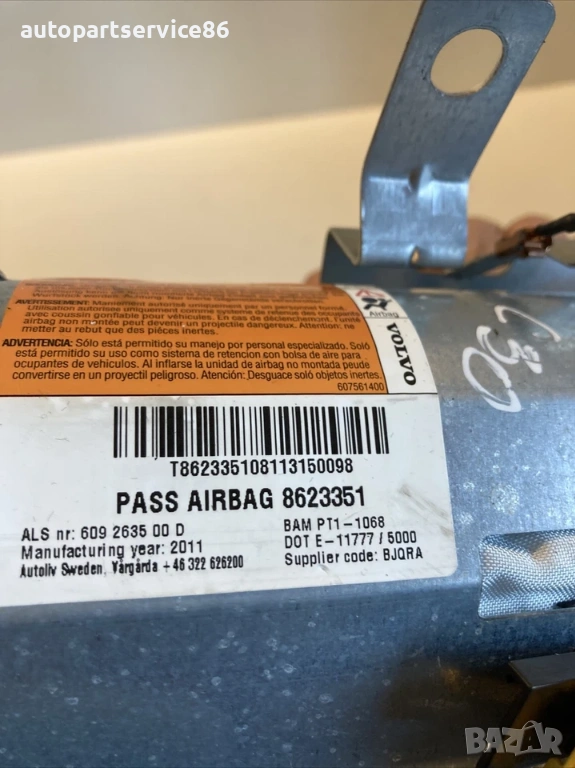 autopartservice86
AVERTISSEMENT: Maniement autorisé uniquement par un personnel formé.
Utilisation autorisée uniquement comme système de retenue des occupants
avec coussin gonflable pour véhicules. En cas de déclenchement, l'unité
airbag non montée peut devenir un projectile dangereux. Attention: ne
mettre au rebut que des pièces inertes.
ADVERTENCIA: Sólo está permitido su manejo por personal especializado. Sólo
está permitido su uso como sistema de retencion con bolsa de aire para
ocupantes de vehículos. Al inflarse la unidad de airbag no montada puede
convertirse en un proyectil peligroso. Atención: Desguace soló objetos inertes.
607561400
Airbag
VOLVO
C30
T862335108113150098
PASS AIRBAG 8623351
ALS nr: 609 2635 00 D
Manufacturing year: 2011
Autoliv Sweden, Vårgårda +46 322 626200
BAM PT1-1068
DOT E-11777 / 5000
Supplier code: BJQRA
BAZAR